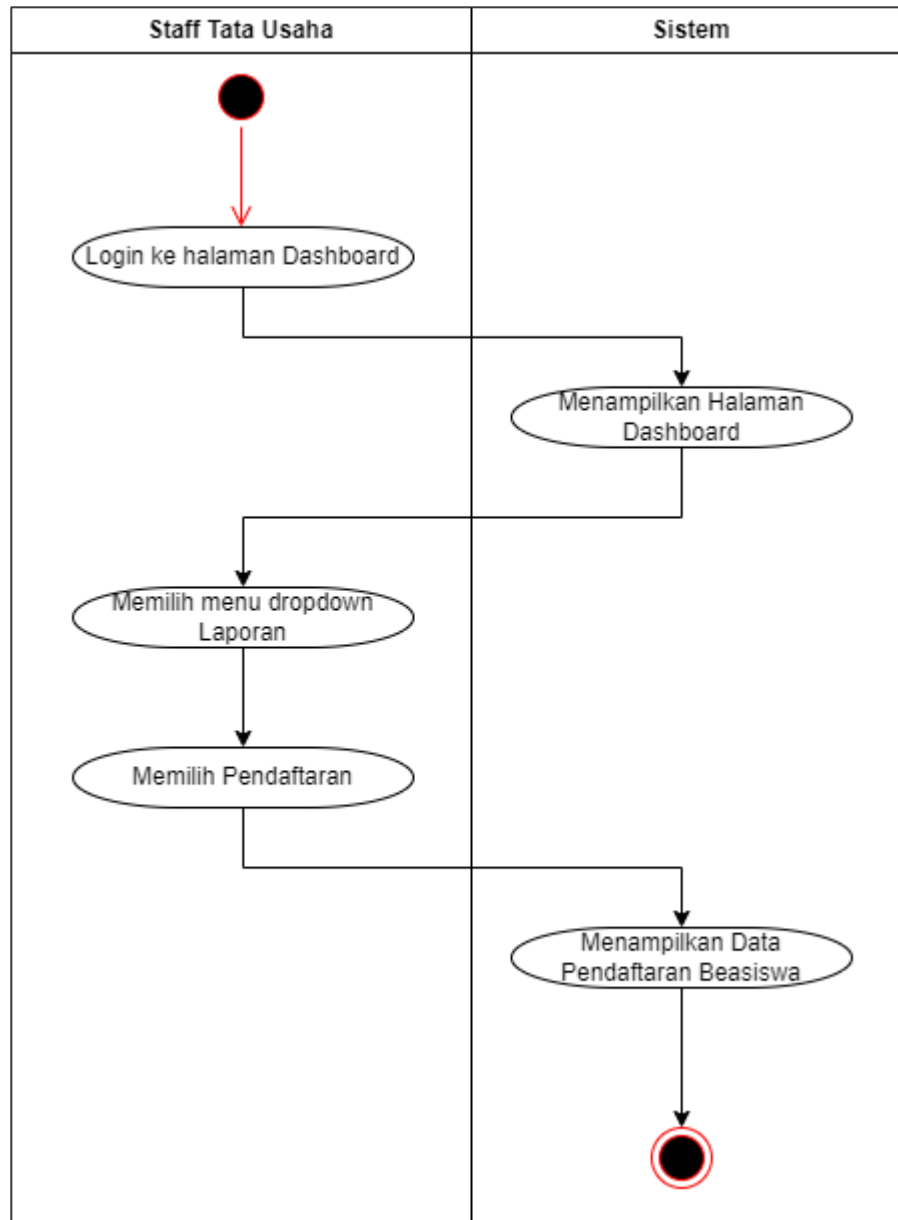 Staff Tata Usaha
Sistem
Login ke halaman Dashboard
Menampilkan Halaman
Dashboard
Memilih menu dropdown
Laporan
Memilih Pendaftaran
Menampilkan Data
Pendaftaran Beasiswa